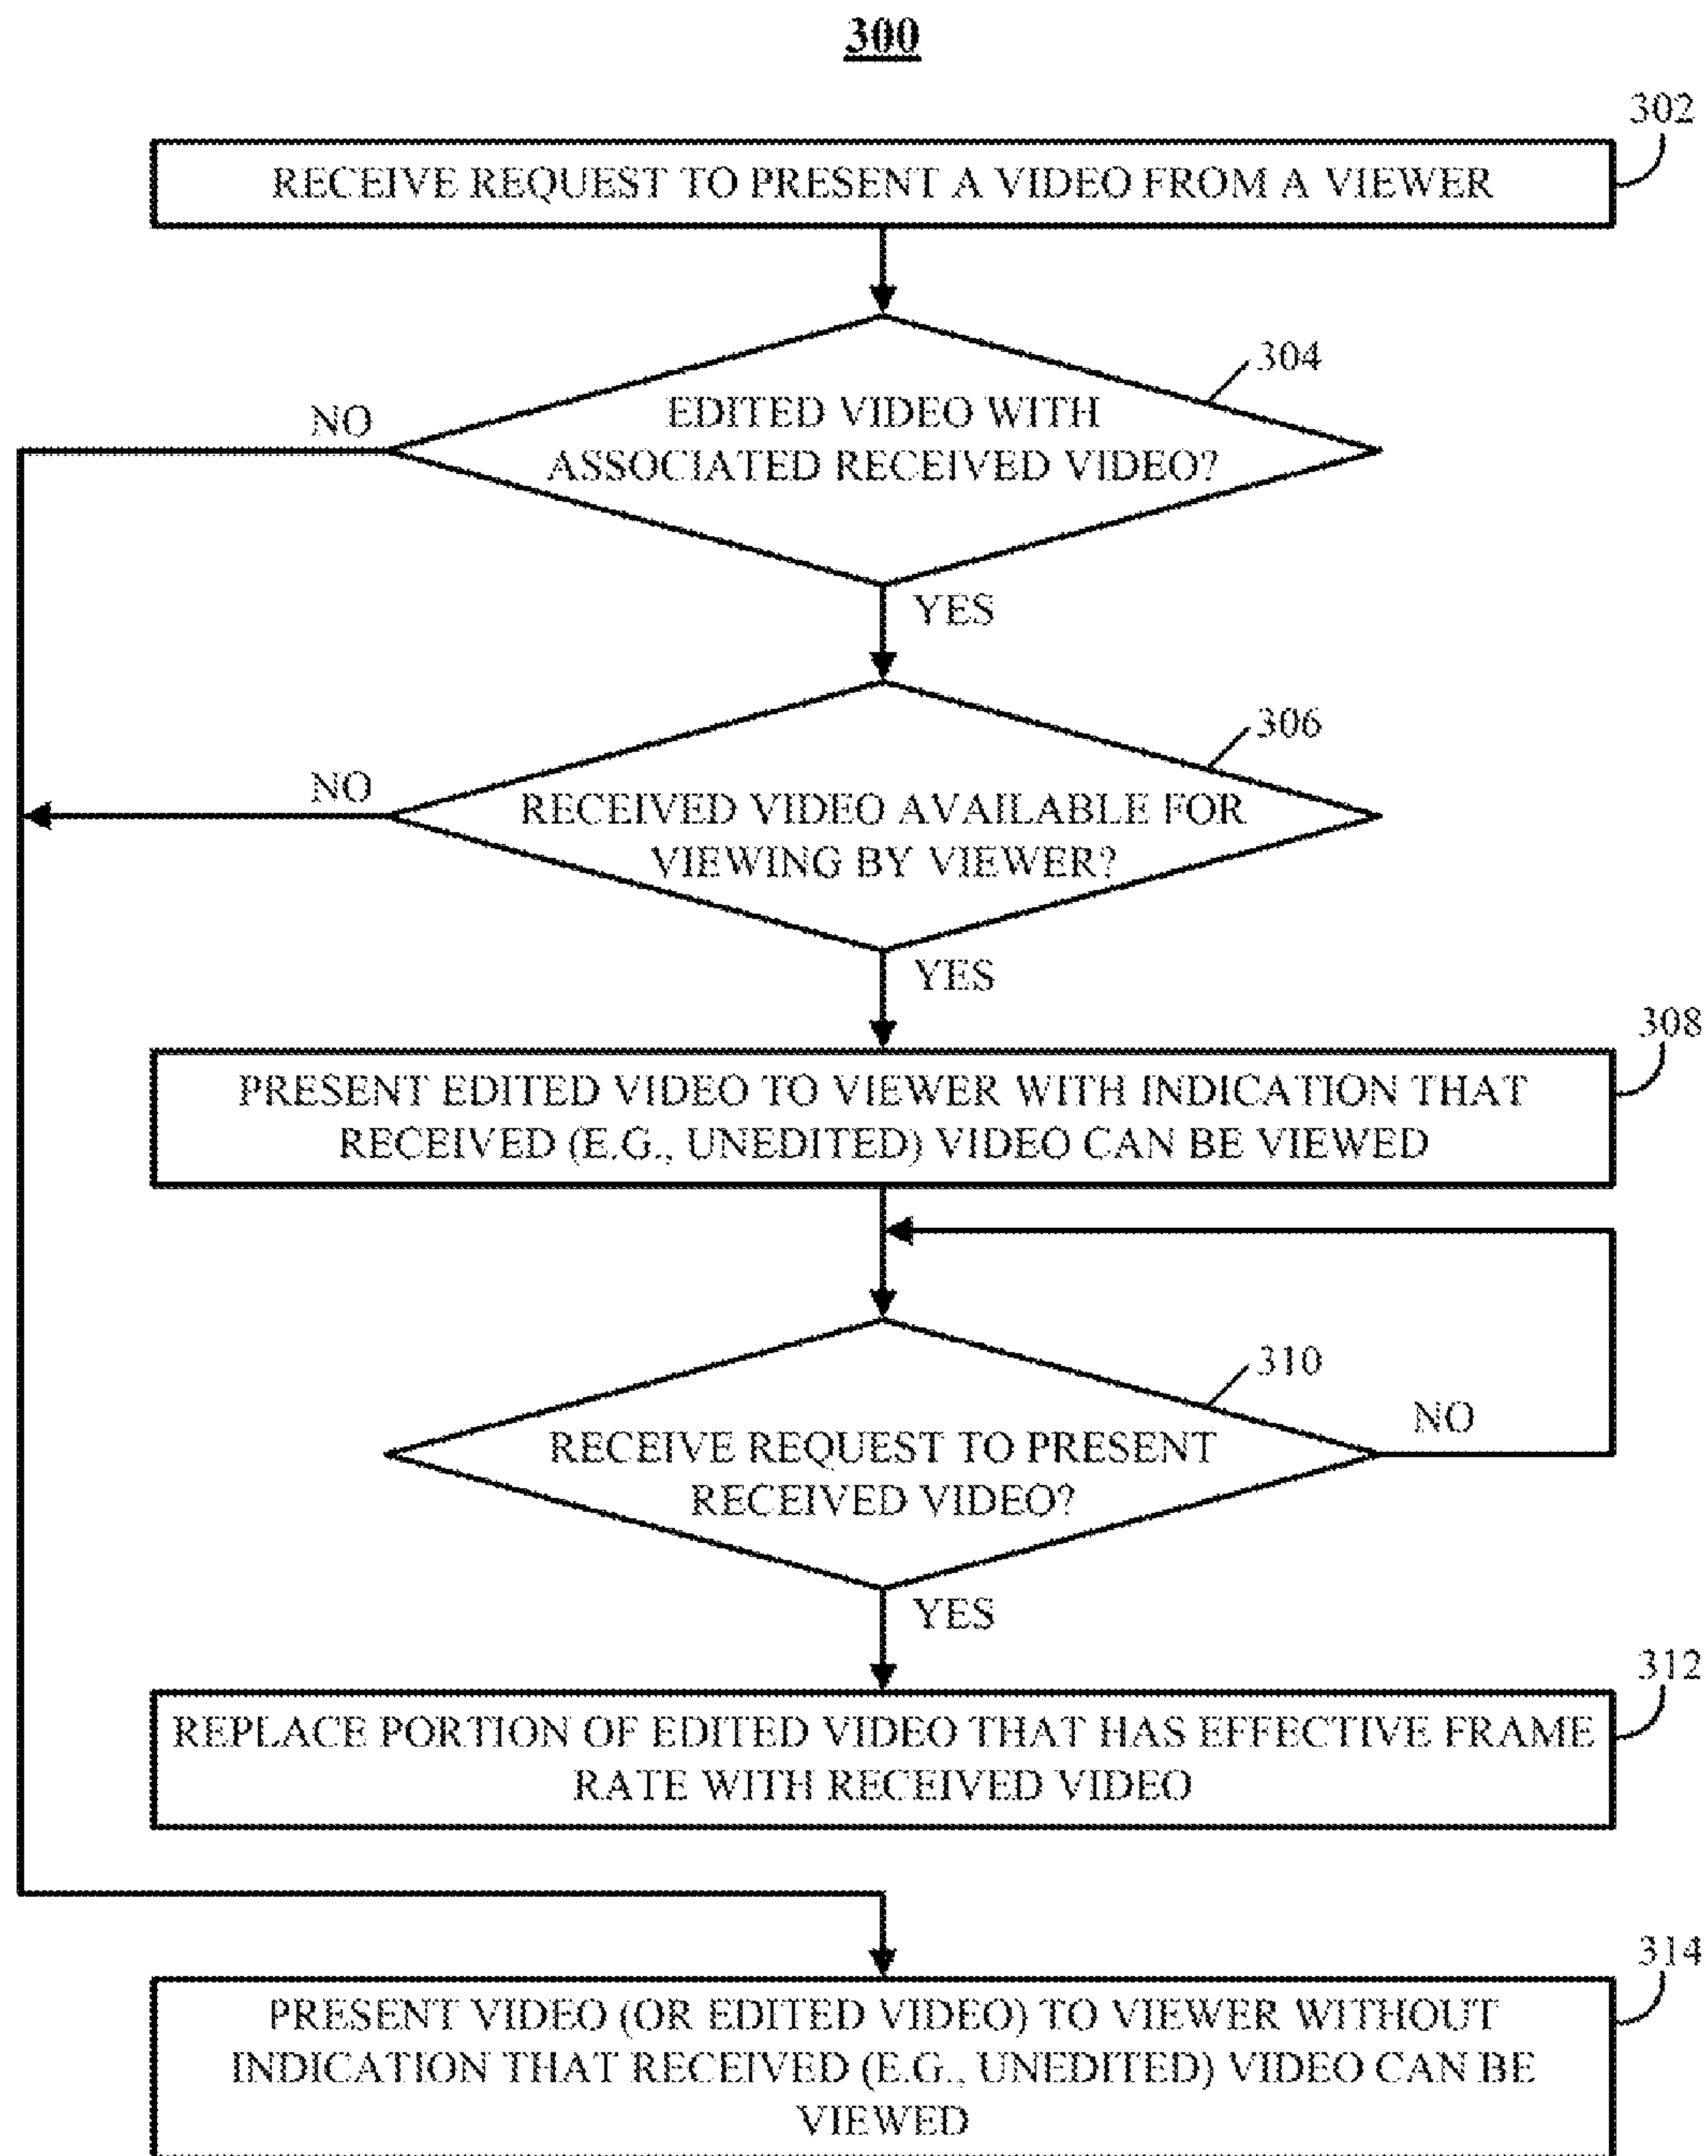 300
302
RECEIVE REQUEST TO PRESENT A VIDEO FROM A VIEWER
304
NO
EDITED VIDEO WITH
ASSOCIATED RECEIVED VIDEO?
YES
306
NO
RECEIVED VIDEO AVAILABLE FOR
VIEWING BY VIEWER?
YES
308
PRESENT EDITED VIDEO TO VIEWER WITH INDICATION THAT
RECEIVED (E.G., UNEDITED) VIDEO CAN BE VIEWED
310
NO
RECEIVE REQUEST TO PRESENT
RECEIVED VIDEO?
YES
312
REPLACE PORTION OF EDITED VIDEO THAT HAS EFFECTIVE FRAME
RATE WITH RECEIVED VIDEO
314
PRESENT VIDEO (OR EDITED VIDEO) TO VIEWER WITHOUT
INDICATION THAT RECEIVED (E.G., UNEDITED) VIDEO CAN BE
VIEWED